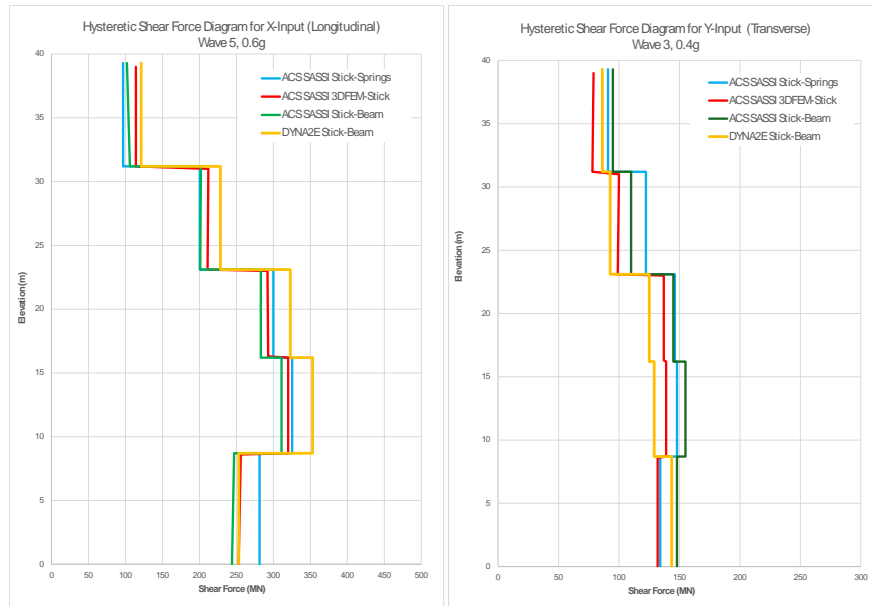 Hysteretic Shear Force Diagram for X-Input (Longitudinal)
Wave 5, 0.6g
40
35
30
25
20
15
10
5
0
Elevation (m)
ACS SASSI Stick-Springs
ACS SASSI 3DFEM-Stick
ACS SASSI Stick-Beam
DYNA2E Stick-Beam
0 50 100 150 200 250 300 350 400 450 500
Shear Force (MN)
Hysteretic Shear Force Diagram for Y-Input (Transverse)
Wave 3, 0.4g
40
35
30
25
20
15
10
5
0
Elevation (m)
ACS SASSI Stick-Springs
ACS SASSI 3DFEM-Stick
ACS SASSI Stick-Beam
DYNA2E Stick-Beam
0 50 100 150 200 250 300
Shear Force (MN)